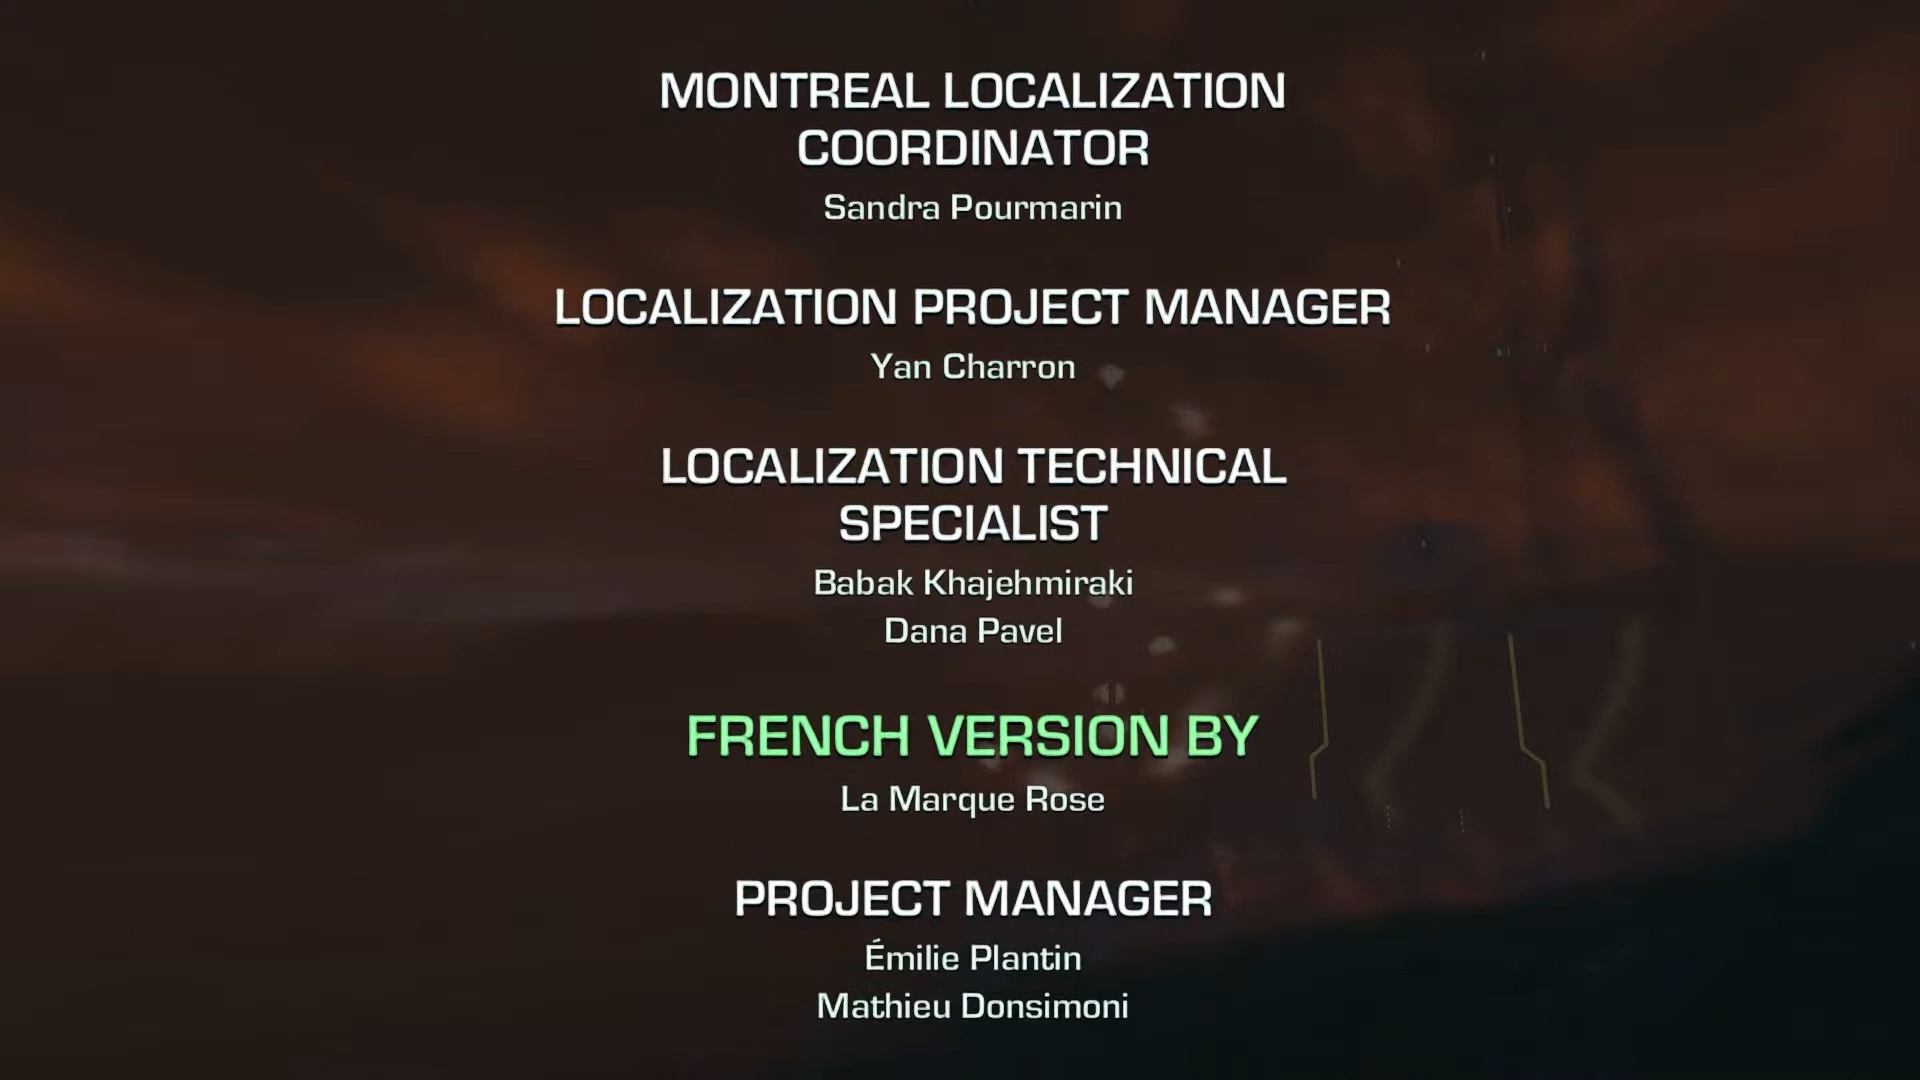 MONTREAL LOCALIZATION
COORDINATOR
Sandra Pourmarin
LOCALIZATION PROJECT MANAGER
Yan Charron
LOCALIZATION TECHNICAL
SPECIALIST
Babak Khajehmiraki
Dana Pavel
FRENCH VERSION BY
La Marque Rose
PROJECT MANAGER
Émilie Plantin
Mathieu Donsimoni